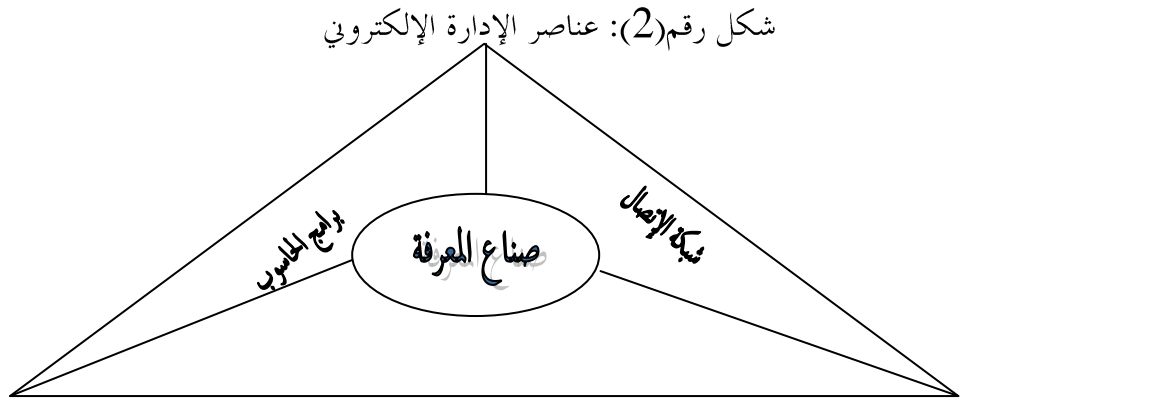 شكل رقم(2): عناصر الإدارة الإلكتروني
شبكة الإتصال
برامج الحاسوب
صناع المعرفة